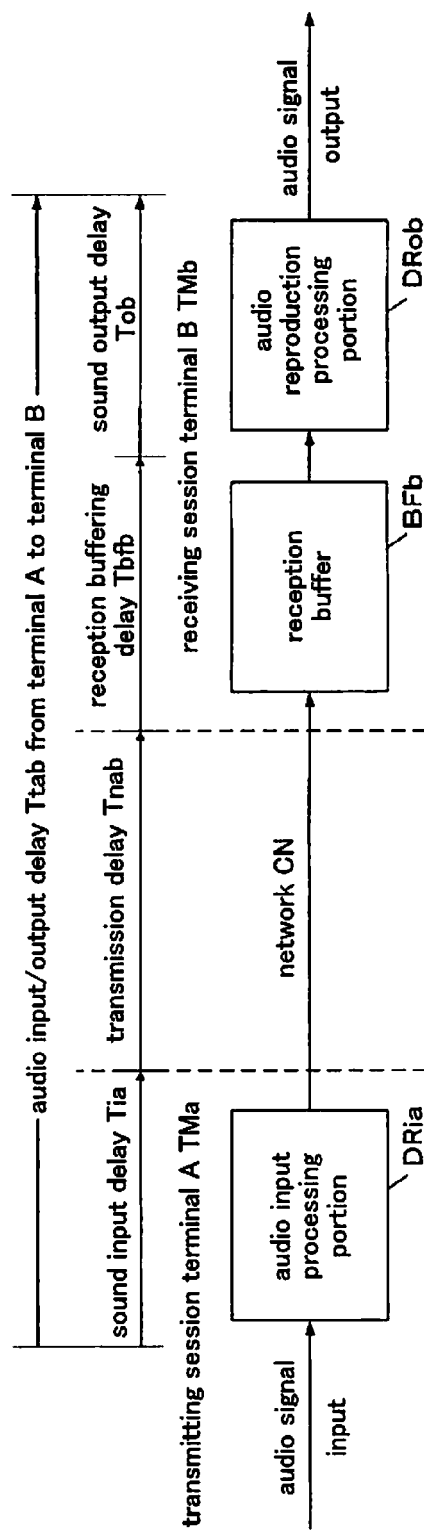 audio input/output delay Ttab from terminal A to terminal B
sound input delay Tia
transmission delay Tnab
reception buffering
delay Tbfb
sound output delay
Tob
transmitting session terminal A TMa
receiving session terminal B TMb
audio signal
input
audio input
processing
portion
DRia
network CN
reception
buffer
BFb
audio
reproduction
processing
portion
DRob
audio signal
output